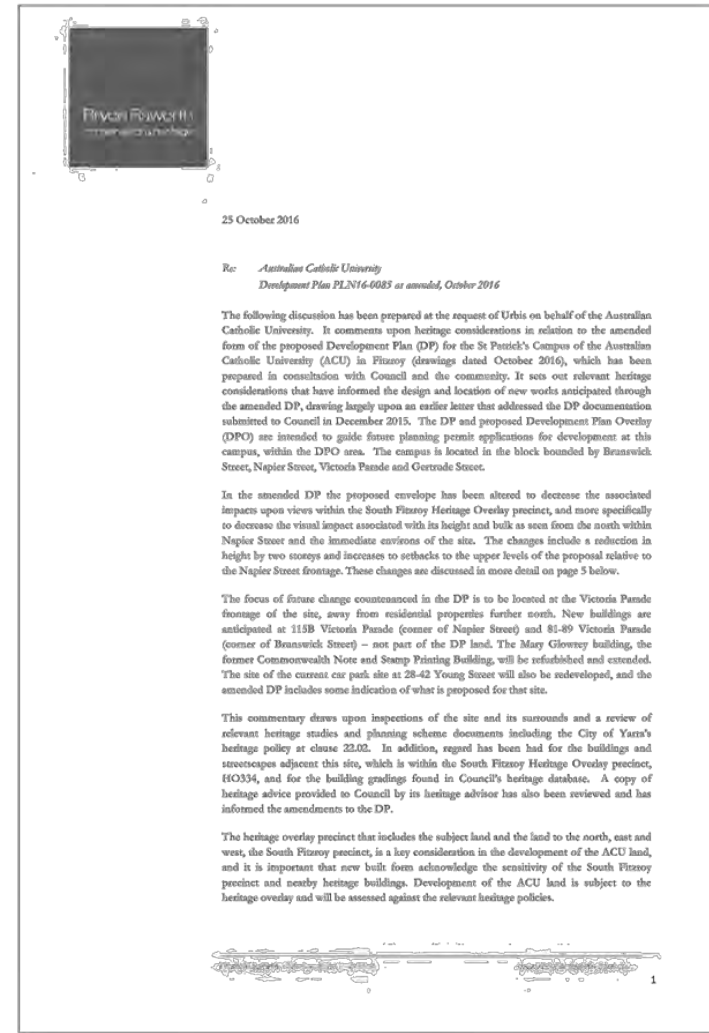 Bryan Raworth
25 October 2016
Re: Australian Catholic University
Development Plan PLN16-0085 as amended, October 2016
The following discussion has been prepared at the request of Urbis on behalf of the Australian
Catholic University. It comments upon heritage considerations in relation to the amended
form of the proposed Development Plan (DP) for the St Patrick's Campus of the Australian
Catholic University (ACU) in Fitzroy (drawings dated October 2016), which has been
prepared in consultation with Council and the community. It sets out relevant heritage
considerations that have informed the design and location of new works anticipated through
the amended DP, drawing largely upon an earlier letter that addressed the DP documentation
submitted to Council in December 2015. The DP and proposed Development Plan Overlay
(DPO) are intended to guide future planning permit applications for development at this
campus, within the DPO area. The campus is located in the block bounded by Brunswick
Street, Napier Street, Victoria Parade and Gertrude Street.
In the amended DP the proposed envelope has been altered to decrease the associated
impacts upon views within the South Fitzroy Heritage Overlay precinct, and more specifically
to decrease the visual impact associated with its height and bulk as seen from the north within
Napier Street and the immediate environs of the site. The changes include a reduction in
height by two storeys and increases to setbacks to the upper levels of the proposal relative to
the Napier Street frontage. These changes are discussed in more detail on page 5 below.
The focus of future change countenanced in the DP is to be located at the Victoria Parade
frontage of the site, away from residential properties further north. New buildings are
anticipated at 115B Victoria Parade (corner of Napier Street) and 81-89 Victoria Parade
(corner of Brunswick Street) – not part of the DP land. The Mary Glowrey building, the
former Commonwealth Note and Stamp Printing Building, will be refurbished and extended.
The site of the current car park site at 28-42 Young Street will also be redeveloped, and the
amended DP includes some indication of what is proposed for that site.
This commentary draws upon inspections of the site and its surrounds and a review of
relevant heritage studies and planning scheme documents including the City of Yarra's
heritage policy at clause 22.02. In addition, regard has been had for the buildings and
streetscapes adjacent this site, which is within the South Fitzroy Heritage Overlay precinct,
HO334, and for the building gradings found in Council's heritage database. A copy of
heritage advice provided to Council by its heritage advisor has also been reviewed and has
informed the amendments to the DP.
The heritage overlay precinct that includes the subject land and the land to the north, east and
west, the South Fitzroy precinct, is a key consideration in the development of the ACU land,
and it is important that new built form acknowledge the sensitivity of the South Fitzroy
precinct and nearby heritage buildings. Development of the ACU land is subject to the
heritage overlay and will be assessed against the relevant heritage policies.
1